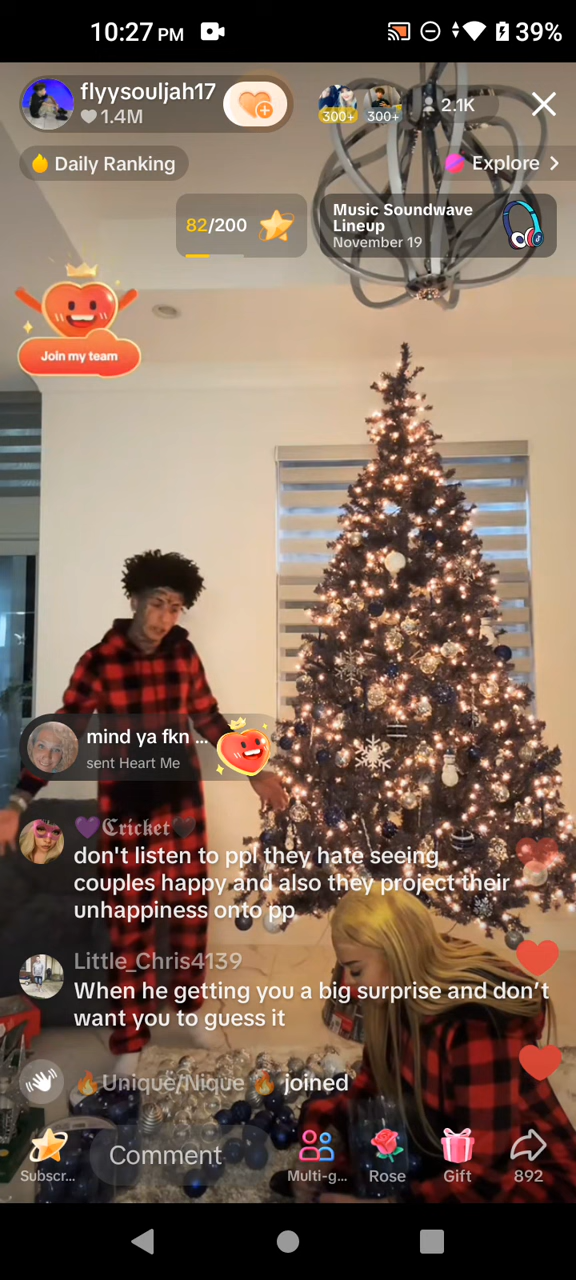 10:27 PM
39%
flyysouljah17
1.4M
300+
300+
2.1K
Daily Ranking
Explore >
82/200
Music Soundwave
Lineup
November 19
Join my team
mind ya fkn ...
sent Heart Me
💜ℭ𝔯𝔦𝔠𝔨𝔢𝔱🖤
don't listen to ppl they hate seeing
couples happy and also they project their
unhappiness onto pp
Little_Chris4139
When he getting you a big surprise and don't
want you to guess it
🔥Unique/Nique🔥 joined
Comment
Subscr...
Multi-g...
Rose
Gift
892